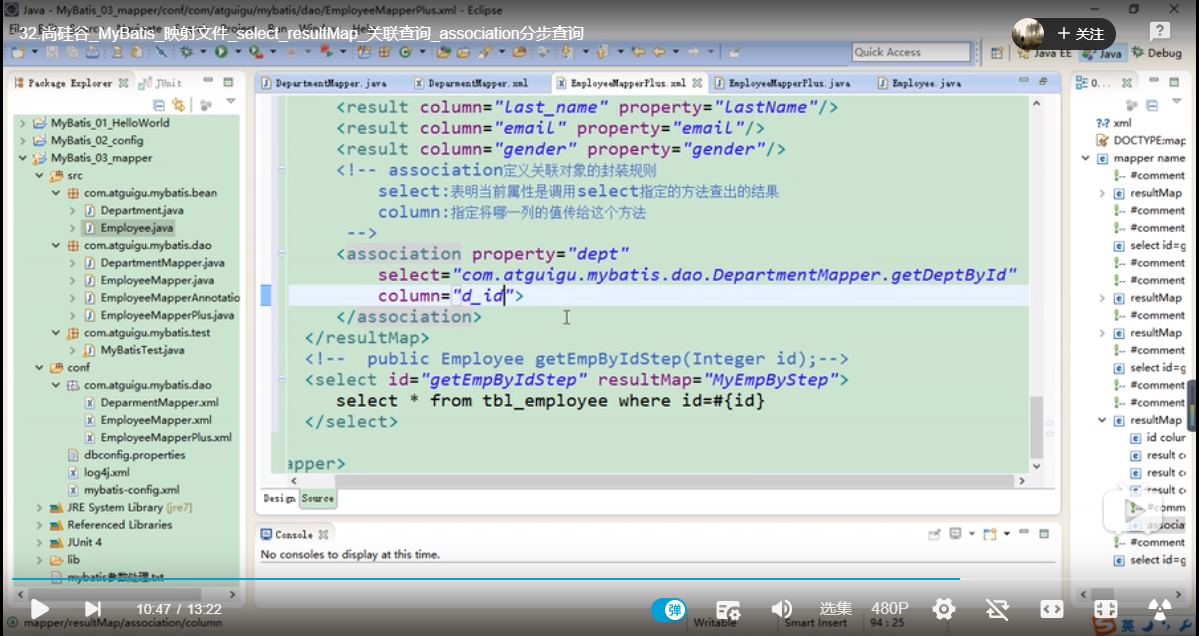 Java - MyBatis_03_mapper/conf/com/atguigu/mybatis/dao/EmployeeMapperPlus.xml - Eclipse
32.尚硅谷_MyBatis_映射文件_select_resultMap_关联查询_association分步查询
+ 关注
Quick Access
Java EE
Java
Debug
Package Explorer
JUnit
MyBatis_01_HelloWorld
MyBatis_02_config
MyBatis_03_mapper
src
com.atguigu.mybatis.bean
Department.java
Employee.java
com.atguigu.mybatis.dao
DepartmentMapper.java
EmployeeMapper.java
EmployeeMapperAnnotatio
EmployeeMapperPlus.java
com.atguigu.mybatis.test
MyBatisTest.java
conf
com.atguigu.mybatis.dao
DeparmentMapper.xml
EmployeeMapper.xml
EmployeeMapperPlus.xml
dbconfig.properties
log4j.xml
mybatis-config.xml
JRE System Library [jre7]
Referenced Libraries
JUnit 4
lib
mybatis参数处理.txt
DepartmentMapper.java
DeparmentMapper.xml
EmployeeMapperPlus.xml
EmployeeMapperPlus.java
Employee.java
<result column="last_name" property="lastName"/>
<result column="email" property="email"/>
<result column="gender" property="gender"/>
<!-- association定义关联对象的封装规则
select:表明当前属性是调用select指定的方法查出的结果
column:指定将哪一列的值传给这个方法
-->
<association property="dept"
select="com.atguigu.mybatis.dao.DepartmentMapper.getDeptById"
column="d_id">
</association>
</resultMap>
<!--  public Employee getEmpByIdStep(Integer id);-->
<select id="getEmpByIdStep" resultMap="MyEmpByStep">
select * from tbl_employee where id=#{id}
</select>
apper>
Design
Source
Console
No consoles to display at this time.
O...
xml
DOCTYPE:map
mapper name
#comment
resultMap
#comment
#comment
select id=g
#comment
#comment
resultMap
#comment
resultMap
#comment
select id=g
#comment
#comment
resultMap
id colur
result co
result co
result co
#comm
associa
#comment
select id=g
10:47 / 13:22
弹
选集
480P
mapper/resultMap/association/column
Writable
Smart Insert
94 : 25
英